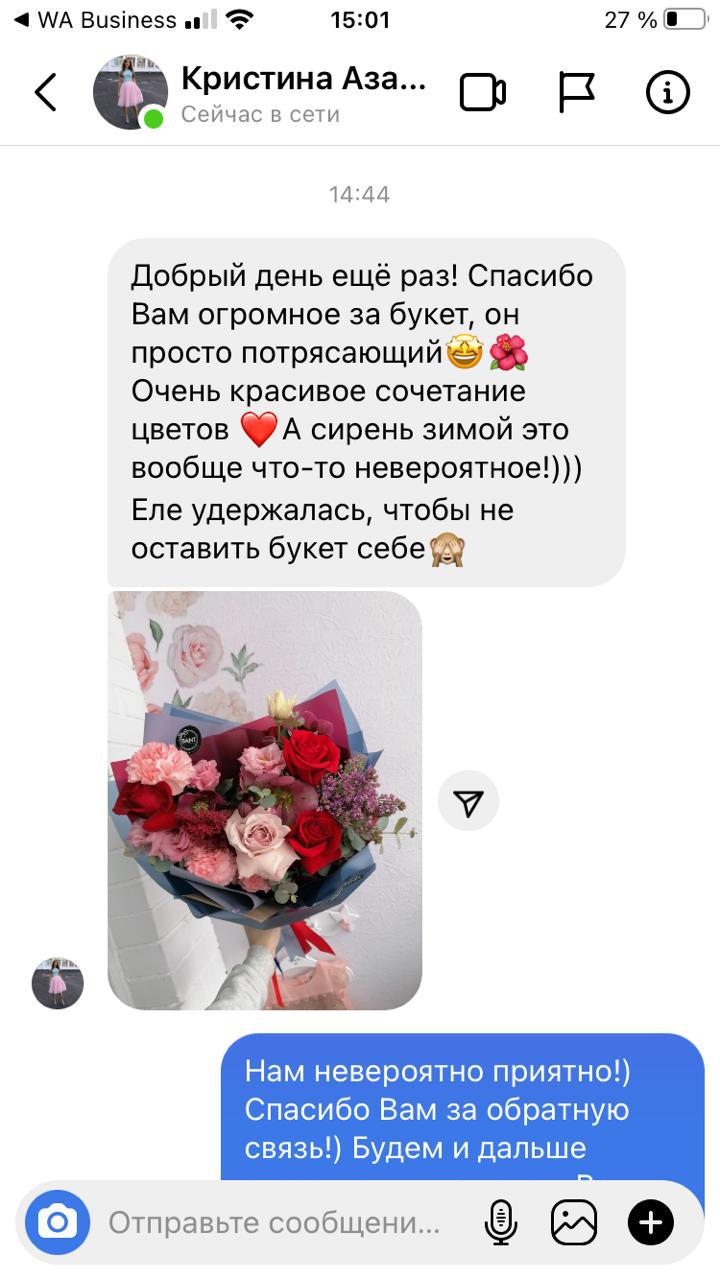 WA Business
15:01
27 %
Кристина Аза...
Сейчас в сети
14:44
Добрый день ещё раз! Спасибо
Вам огромное за букет, он
просто потрясающий🤩🌺
Очень красивое сочетание
цветов ❤️А сирень зимой это
вообще что-то невероятное!)))
Еле удержалась, чтобы не
оставить букет себе🙈
Нам невероятно приятно!)
Спасибо Вам за обратную
связь!) Будем и дальше
Отправьте сообщени...